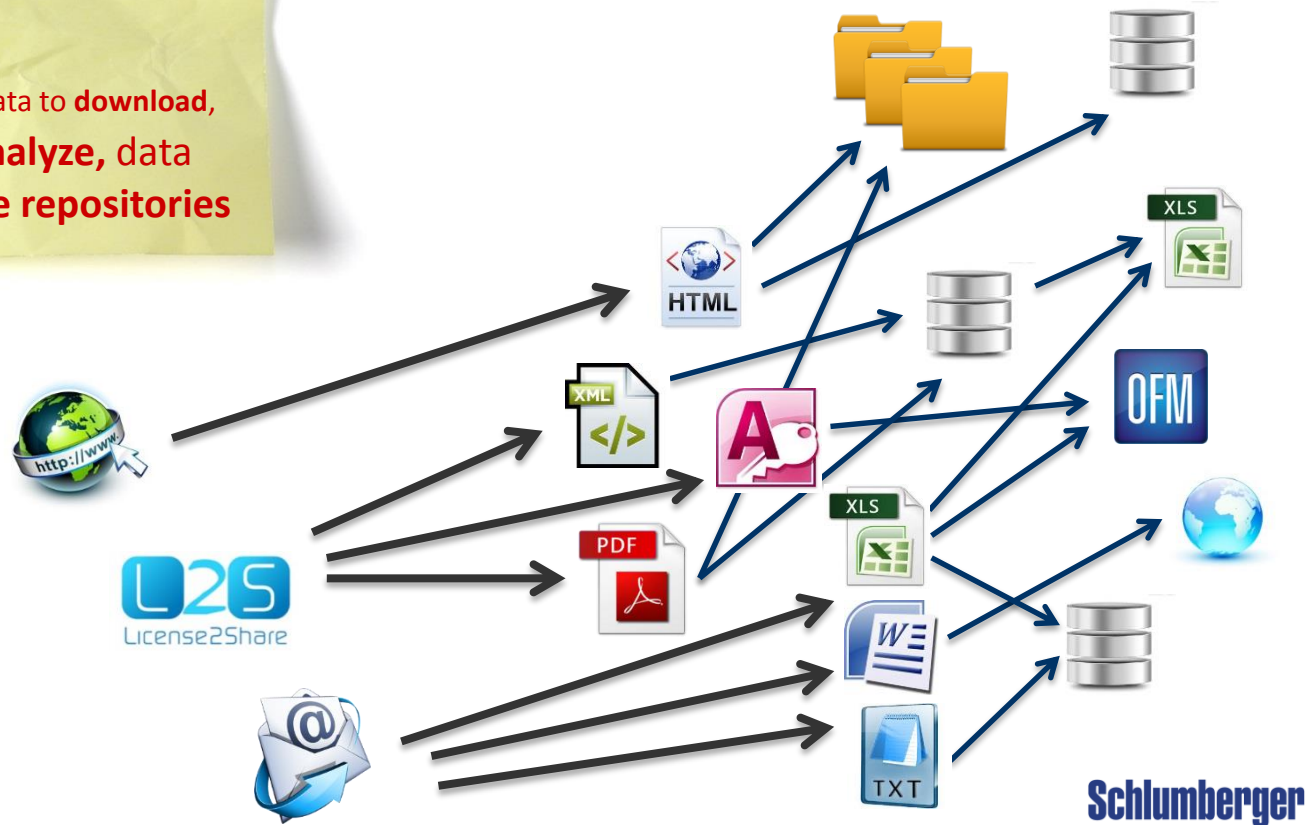 ata to download,
nalyze, data
e repositories
XLS
HTML
XML
</>
OFM
http://www.
A
XLS
PDF
L2S
License2Share
W
@
TXT
Schlumberger